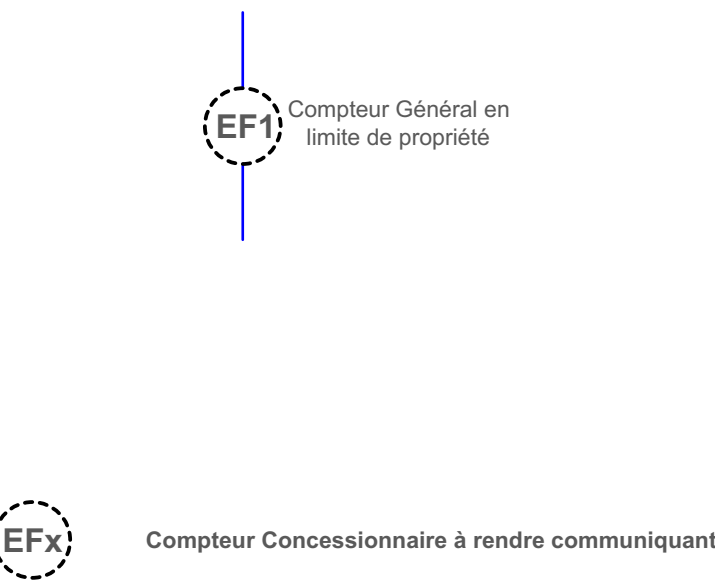 EF1
Compteur Général en
limite de propriété
EFx
Compteur Concessionnaire à rendre communiquant